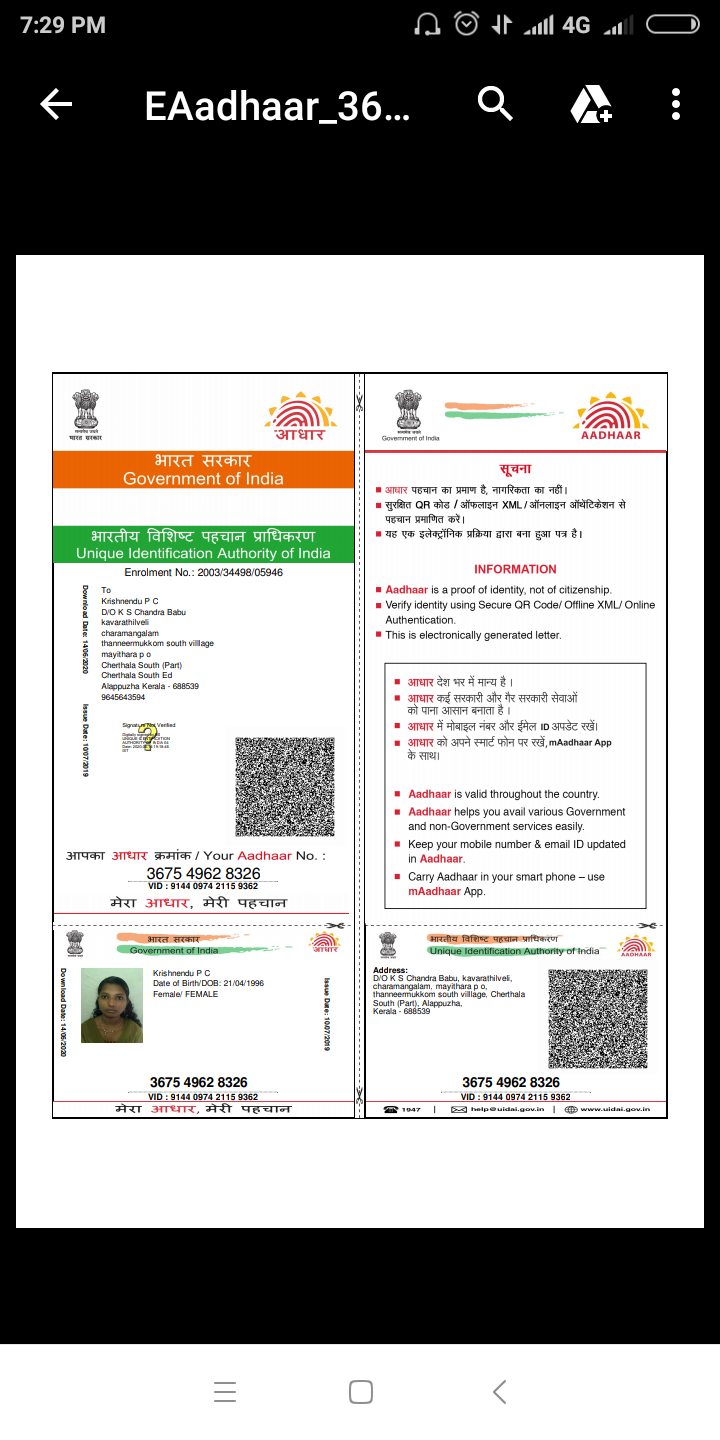 7:29 PM
4G
EAadhaar_36...
भारत सरकार
आधार
भारत सरकार
Government of India
भारतीय विशिष्ट पहचान प्राधिकरण
Unique Identification Authority of India
Enrolment No.: 2003/34498/05946
Download Date: 14/06/2020
Issue Date: 10/07/2019
To
Krishnendu P C
D/O K S Chandra Babu
kavarathilveli
charamangalam
thanneermukkom south villlage
mayithara p o
Cherthala South (Part)
Cherthala South Ed
Alappuzha Kerala - 688539
9645643594
Signature Not Verified
आपका आधार क्रमांक / Your Aadhaar No. :
3675 4962 8326
VID : 9144 0974 2115 9362
मेरा आधार, मेरी पहचान
भारत सरकार
Government of India
आधार
Download Date: 14/06/2020
Krishnendu P C
Date of Birth/DOB: 21/04/1996
Female/ FEMALE
Issue Date: 10/07/2019
3675 4962 8326
VID : 9144 0974 2115 9362
मेरा आधार, मेरी पहचान
Government of India
AADHAAR
सूचना
आधार पहचान का प्रमाण है, नागरिकता का नहीं।
सुरक्षित QR कोड / ऑफलाइन XML / ऑनलाइन ऑथेंटिकेशन से
पहचान प्रमाणित करें।
यह एक इलेक्ट्रॉनिक प्रक्रिया द्वारा बना हुआ पत्र है।
INFORMATION
Aadhaar is a proof of identity, not of citizenship.
Verify identity using Secure QR Code/ Offline XML/ Online
Authentication.
This is electronically generated letter.
आधार देश भर में मान्य है ।
आधार कई सरकारी और गैर सरकारी सेवाओं
को पाना आसान बनाता है ।
आधार में मोबाइल नंबर और ईमेल ID अपडेट रखें।
आधार को अपने स्मार्ट फोन पर रखें, mAadhaar App
के साथ।
Aadhaar is valid throughout the country.
Aadhaar helps you avail various Government
and non-Government services easily.
Keep your mobile number & email ID updated
in Aadhaar.
Carry Aadhaar in your smart phone – use
mAadhaar App.
भारतीय विशिष्ट पहचान प्राधिकरण
Unique Identification Authority of India
AADHAAR
Address:
D/O K S Chandra Babu, kavarathilveli,
charamangalam, mayithara p o,
thanneermukkom south villlage, Cherthala
South (Part), Alappuzha,
Kerala - 688539
3675 4962 8326
VID : 9144 0974 2115 9362
1947 | help@uidai.gov.in | www.uidai.gov.in